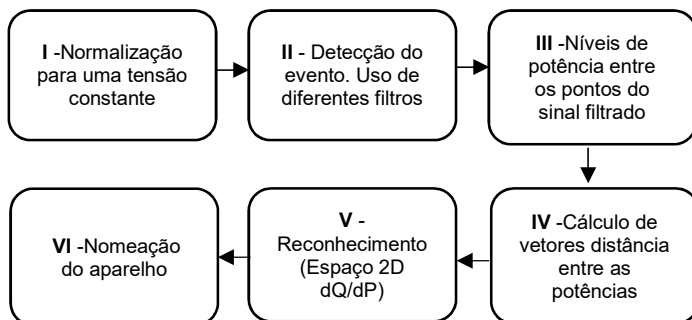 I -Normalização
para uma tensão
constante
II - Detecção do
evento. Uso de
diferentes filtros
III -Níveis de
potência entre
os pontos do
sinal filtrado
IV -Cálculo de
vetores distância
entre as
potências
V -
Reconhecimento
(Espaço 2D
dQ/dP)
VI -Nomeação
do aparelho